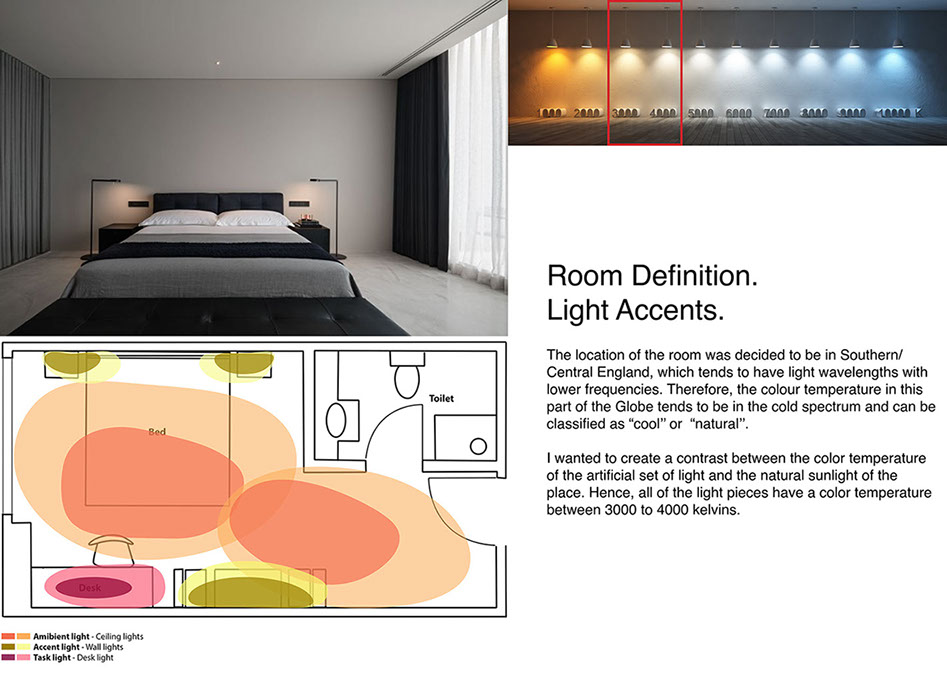 1000 2000 3000 4000 5000 6000 7000
Room Definition.
Light Accents.
The location of the room was decided to be in Southern/
Central England, which tends to have light wavelengths with
lower frequencies. Therefore, the colour temperature in this
part of the Globe tends to be in the cold spectrum and can be
classified as “cool” or “natural”.
I wanted to create a contrast between the color temperature
of the artificial set of light and the natural sunlight of the
place. Hence, all of the light pieces have a color temperature
between 3000 to 4000 kelvins.
Toilet
Bed
Desk
Amibient light - Ceiling lights
Accent light - Wall lights
Task light - Desk light